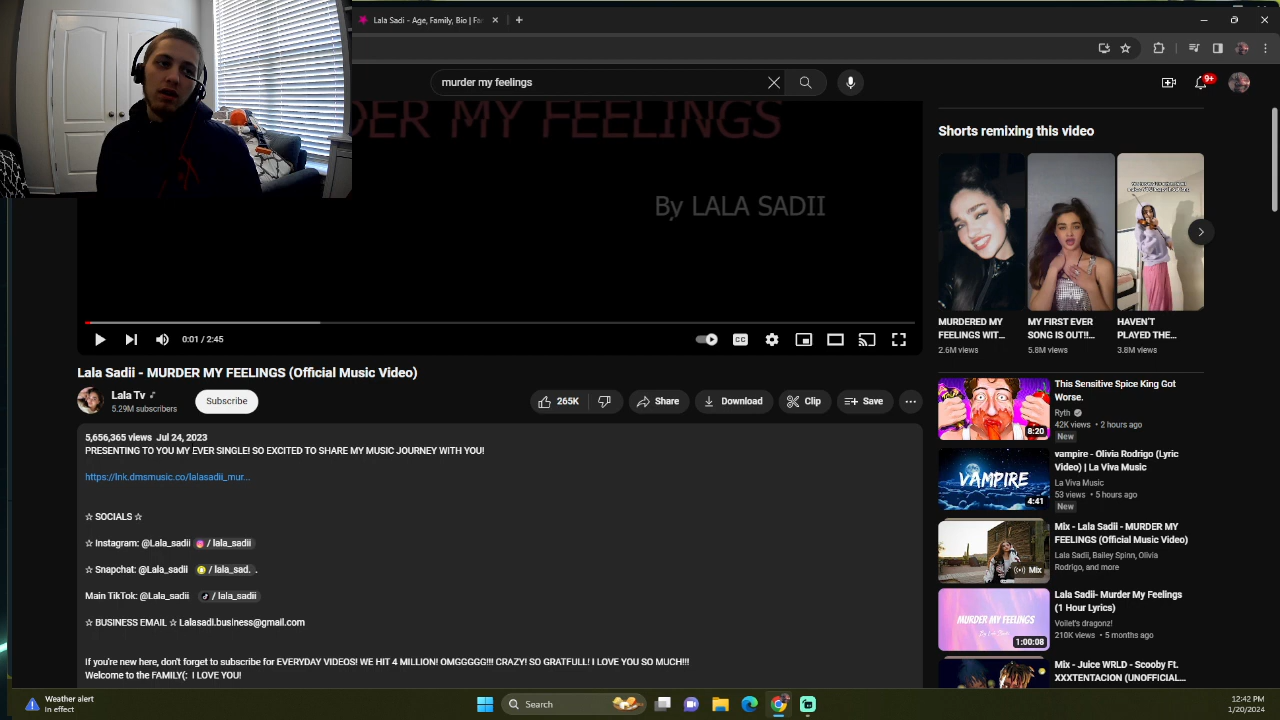 Lala Sadi - Age, Family, Bio | Fa
murder my feelings
9+
DER MY FEELINGS
By LALA SADII
0:01 / 2:45
CC
Lala Sadii - MURDER MY FEELINGS (Official Music Video)
Lala Tv
5.29M subscribers
Subscribe
265K
Share
Download
Clip
Save
5,656,365 views Jul 24, 2023
PRESENTING TO YOU MY EVER SINGLE! SO EXCITED TO SHARE MY MUSIC JOURNEY WITH YOU!
https://lnk.dmsmusic.co/lalasadii_mur...
☆ SOCIALS ☆
☆ Instagram: @Lala_sadii / lala_sadii
☆ Snapchat: @Lala_sadii / lala_sad. .
Main TikTok: @Lala_sadii / lala_sadii
☆ BUSINESS EMAIL ☆ Lalasadi.business@gmail.com
If you're new here, don't forget to subscribe for EVERYDAY VIDEOS! WE HIT 4 MILLION! OMGGGGG!!! CRAZY! SO GRATFULL! I LOVE YOU SO MUCH!!!
Welcome to the FAMILY(: I LOVE YOU!
Shorts remixing this video
MURDERED MY
FEELINGS WIT...
2.6M views
MY FIRST EVER
SONG IS OUT!!...
5.8M views
HAVEN'T
PLAYED THE...
3.8M views
8:20
This Sensitive Spice King Got
Worse.
Ryth
42K views • 2 hours ago
New
VAMPIRE
4:41
vampire - Olivia Rodrigo (Lyric
Video) | La Viva Music
La Viva Music
53 views • 5 hours ago
New
Mix
Mix - Lala Sadii - MURDER MY
FEELINGS (Official Music Video)
Lala Sadii, Bailey Spinn, Olivia
Rodrigo, and more
MURDER MY FEELINGS
1:00:08
Lala Sadii- Murder My Feelings
(1 Hour Lyrics)
Voilet's dragonz!
210K views • 5 months ago
Mix - Juice WRLD - Scooby Ft.
XXXTENTACION (UNOFFICIAL...
Weather alert
In effect
Search
12:42 PM
1/20/2024